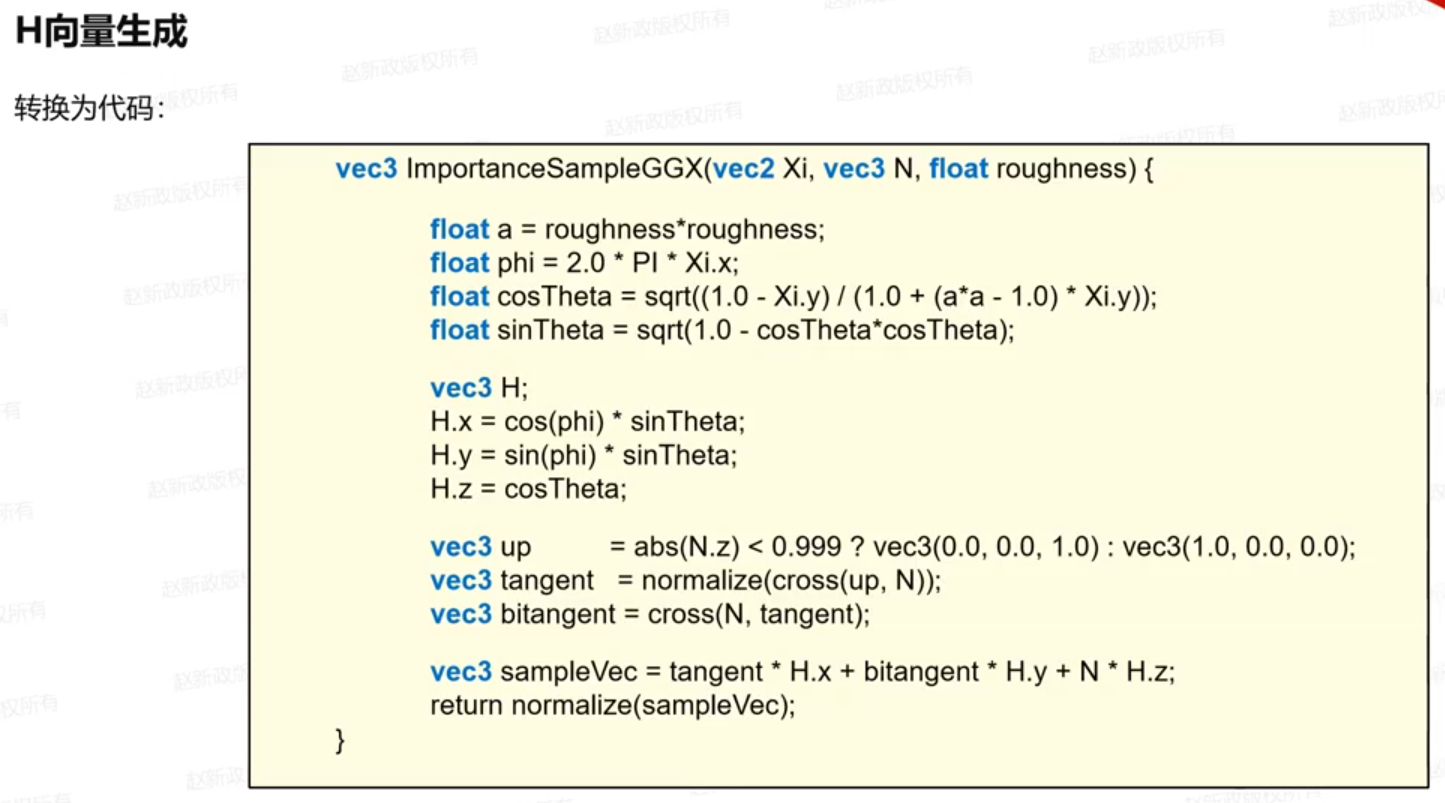 H向量生成
转换为代码：
vec3 ImportanceSampleGGX(vec2 Xi, vec3 N, float roughness) {
float a = roughness*roughness;
float phi = 2.0 * PI * Xi.x;
float cosTheta = sqrt((1.0 - Xi.y) / (1.0 + (a*a - 1.0) * Xi.y));
float sinTheta = sqrt(1.0 - cosTheta*cosTheta);
vec3 H;
H.x = cos(phi) * sinTheta;
H.y = sin(phi) * sinTheta;
H.z = cosTheta;
vec3 up = abs(N.z) < 0.999 ? vec3(0.0, 0.0, 1.0) : vec3(1.0, 0.0, 0.0);
vec3 tangent = normalize(cross(up, N));
vec3 bitangent = cross(N, tangent);
vec3 sampleVec = tangent * H.x + bitangent * H.y + N * H.z;
return normalize(sampleVec);
}
赵新政版权所有